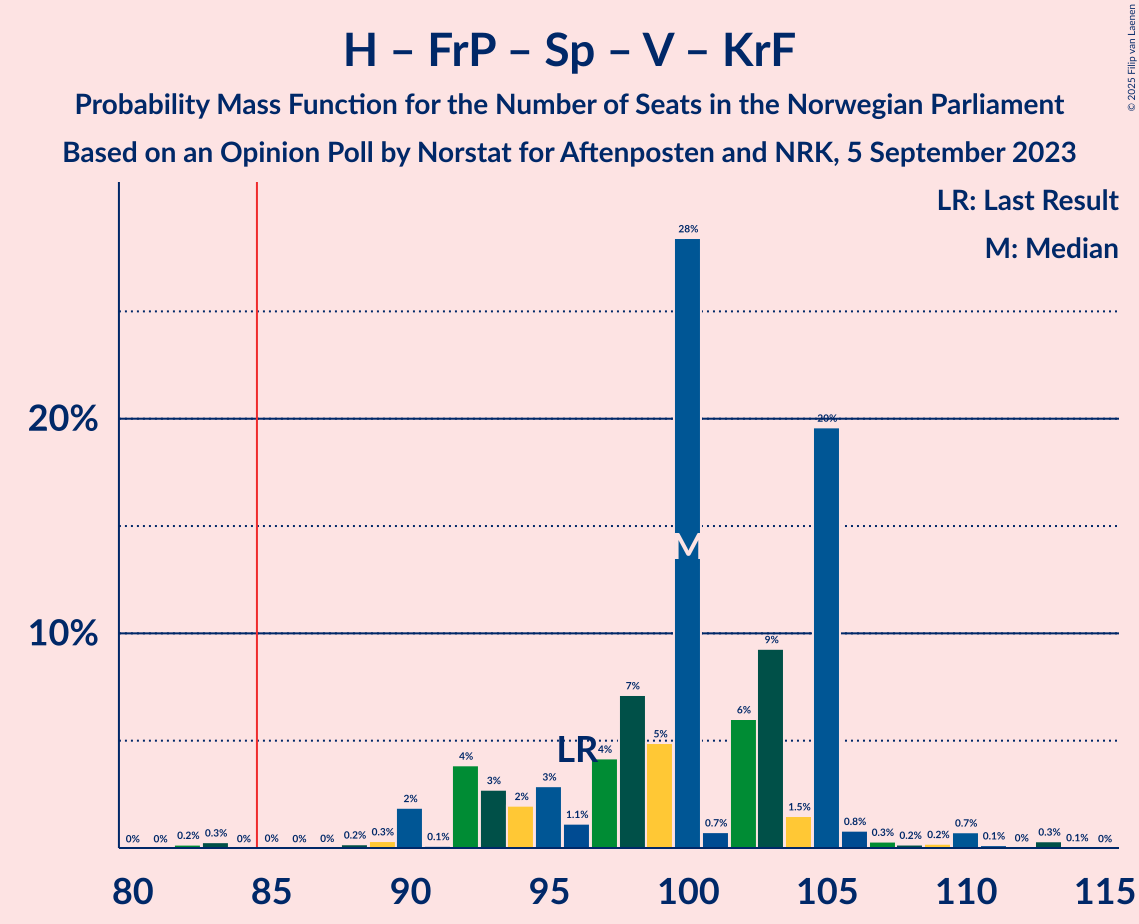 H – FrP – Sp – V – KrF
Probability Mass Function for the Number of Seats in the Norwegian Parliament
Based on an Opinion Poll by Norstat for Aftenposten and NRK, 5 September 2023
© 2025 Filip van Laenen
LR: Last Result
M: Median
20%
10%
0% 0% 0.2% 0.3% 0% 0% 0% 0% 0.2% 0.3% 2% 0.1% 4% 3% 2% 3% 1.1% 4% 7% 5% 28% 0.7% 6% 9% 1.5% 20% 0.8% 0.3% 0.2% 0.2% 0.7% 0.1% 0% 0.3% 0.1% 0%
LR
M
80 85 90 95 100 105 110 115